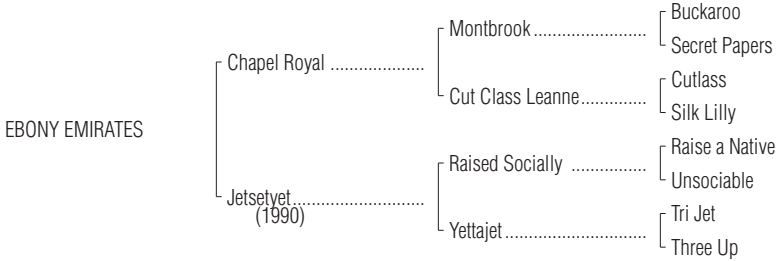 Buckaroo
Montbrook
Secret Papers
Chapel Royal
Cutlass
Cut Class Leanne
Silk Lilly
EBONY EMIRATES
Raise a Native
Raised Socially
Unsociable
Jetsetyet
(1990)
Tri Jet
Yettajet
Three Up